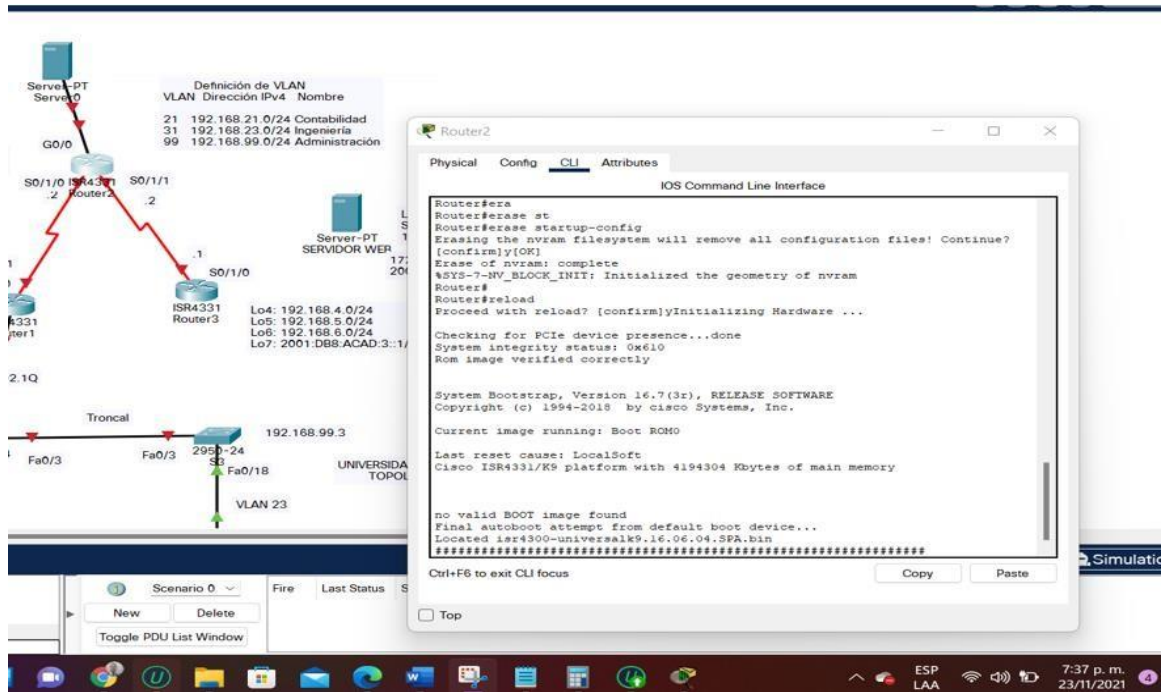 Server-PT
Server0
Definición de VLAN
VLAN Dirección IPv4 Nombre
21 192.168.21.0/24 Contabilidad
31 192.168.23.0/24 Ingeniería
99 192.168.99.0/24 Administración
G0/0
S0/1/0 ISR4331 S0/1/1
.2 Router2 .2
Server-PT
SERVIDOR WEB
.1
S0/1/0
ISR4331
Router3
Lo4: 192.168.4.0/24
Lo5: 192.168.5.0/24
Lo6: 192.168.6.0/24
Lo7: 2001:DB8:ACAD:3::1/
4331
ter1
2.1Q
Troncal
192.168.99.3
Fa0/3
Fa0/3
2950-24
S3
Fa0/18
UNIVERSIDA
TOPOL
VLAN 23
Router2
Physical Config CLI Attributes
IOS Command Line Interface
Router#era
Router#erase st
Router#erase startup-config
Erasing the nvram filesystem will remove all configuration files! Continue?
[confirm]y[OK]
Erase of nvram: complete
%SYS-7-NV_BLOCK_INIT: Initialized the geometry of nvram
Router#
Router#reload
Proceed with reload? [confirm]yInitializing Hardware ...
Checking for PCIe device presence...done
System integrity status: 0x610
Rom image verified correctly
System Bootstrap, Version 16.7(3r), RELEASE SOFTWARE
Copyright (c) 1994-2018 by cisco Systems, Inc.
Current image running: Boot ROM0
Last reset cause: LocalSoft
Cisco ISR4331/K9 platform with 4194304 Kbytes of main memory
no valid BOOT image found
Final autoboot attempt from default boot device...
Located isr4300-universalk9.16.06.04.SPA.bin
###################################################################
Ctrl+F6 to exit CLI focus
Copy Paste
Top
Simulatio
Scenario 0
Fire Last Status S
New Delete
Toggle PDU List Window
ESP
LAA
7:37 p. m.
23/11/2021
4